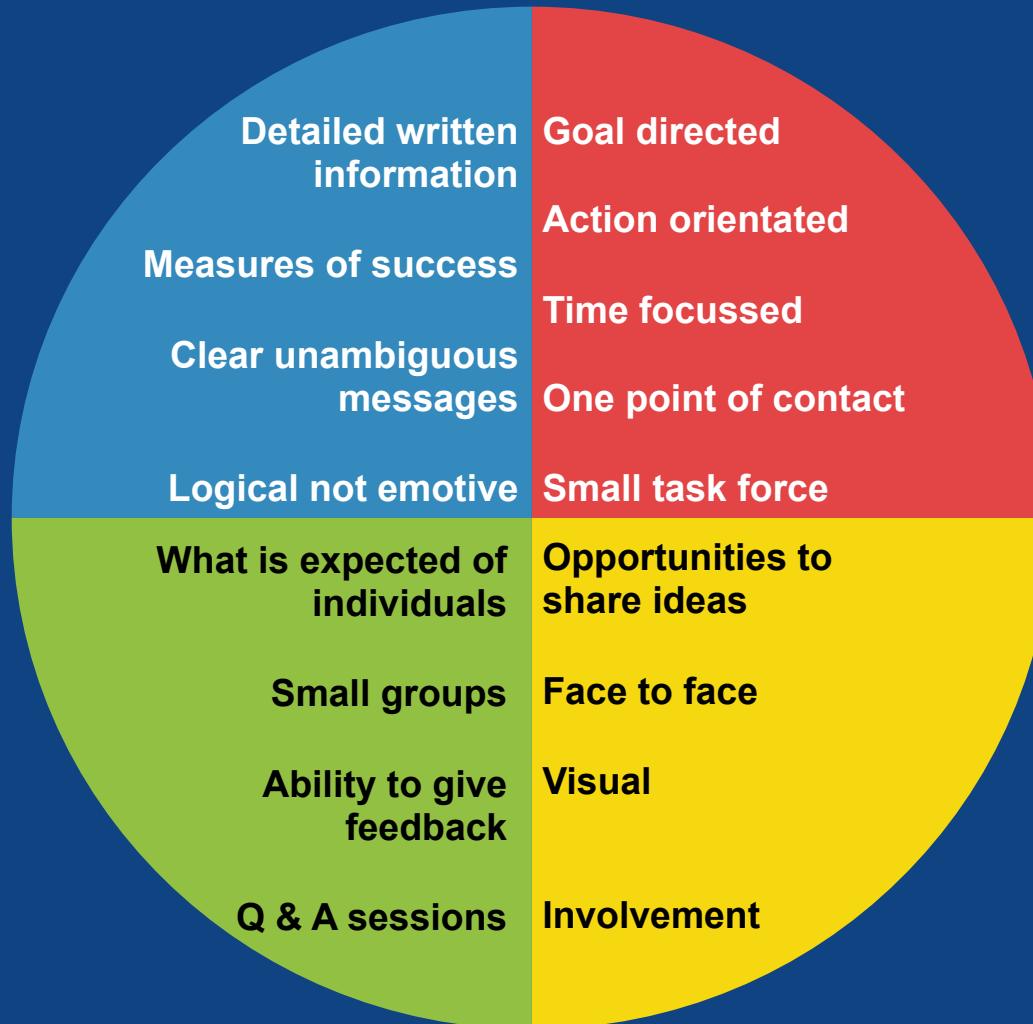 Detailed written
information
Measures of success
Clear unambiguous
messages
Logical not emotive
Goal directed
Action orientated
Time focussed
One point of contact
Small task force
What is expected of
individuals
Small groups
Ability to give
feedback
Q & A sessions
Opportunities to
share ideas
Face to face
Visual
Involvement